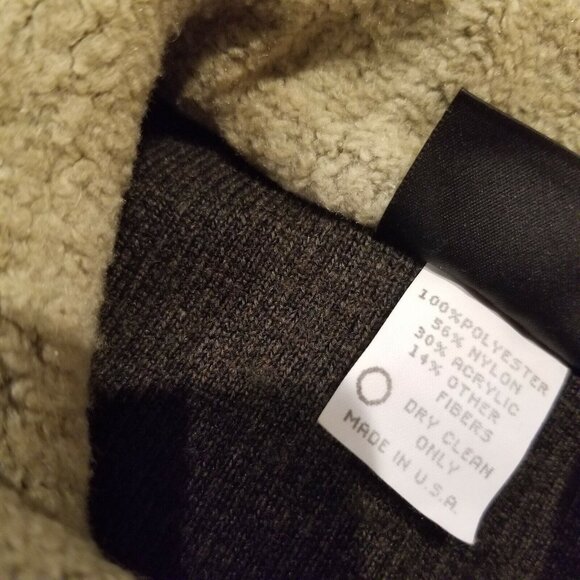 100%POLYESTER
56% NYLON
30% ACRYLIC
14% OTHER
FIBERS
DRY CLEAN
ONLY
MADE IN U.S.A.